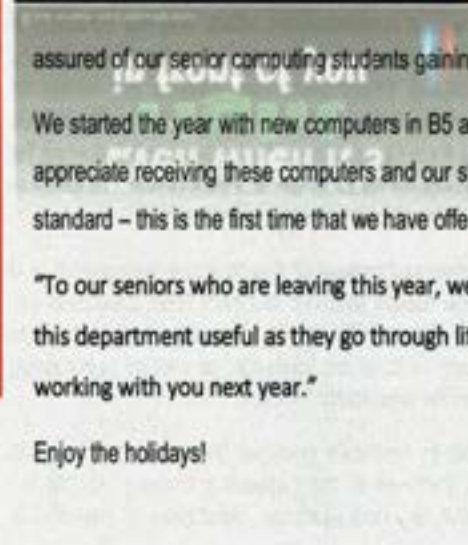 assured of our senior computing students gainin
We started the year with new computers in B5 a
appreciate receiving these computers and our s
standard – this is the first time that we have offe
"To our seniors who are leaving this year, we
this department useful as they go through lif
working with you next year."
Enjoy the holidays!